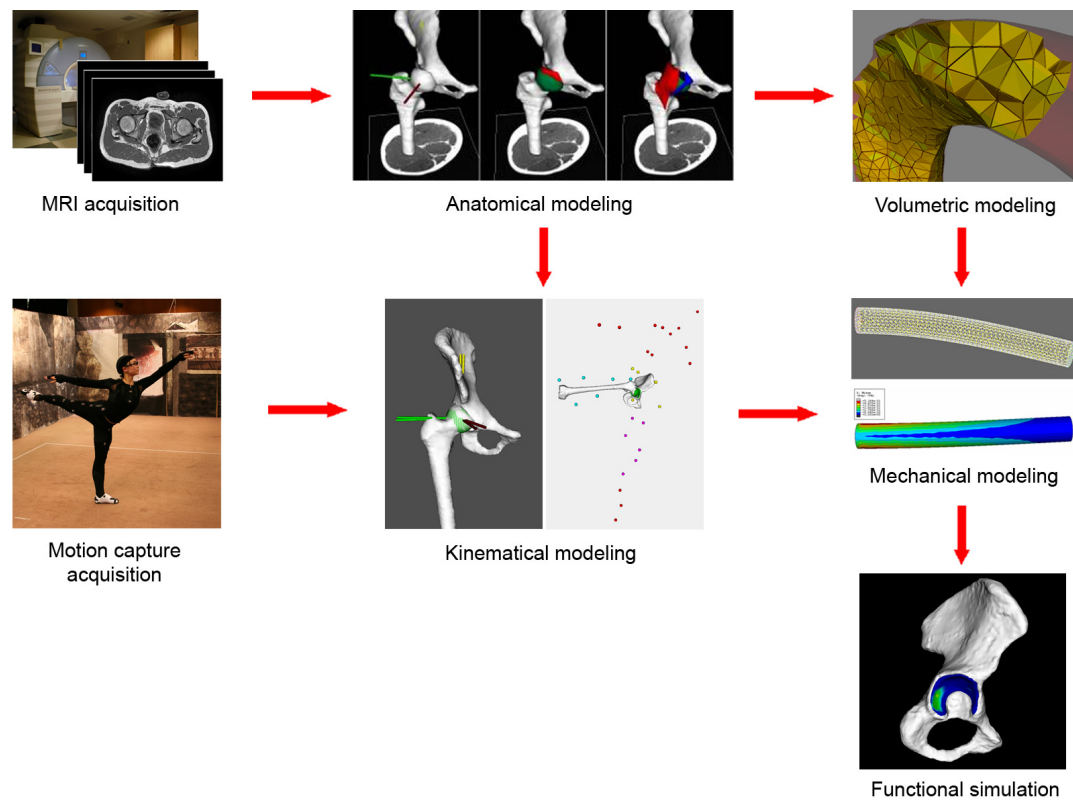 MRI acquisition
Anatomical modeling
Volumetric modeling
Motion capture
acquisition
Kinematical modeling
Mechanical modeling
Functional simulation